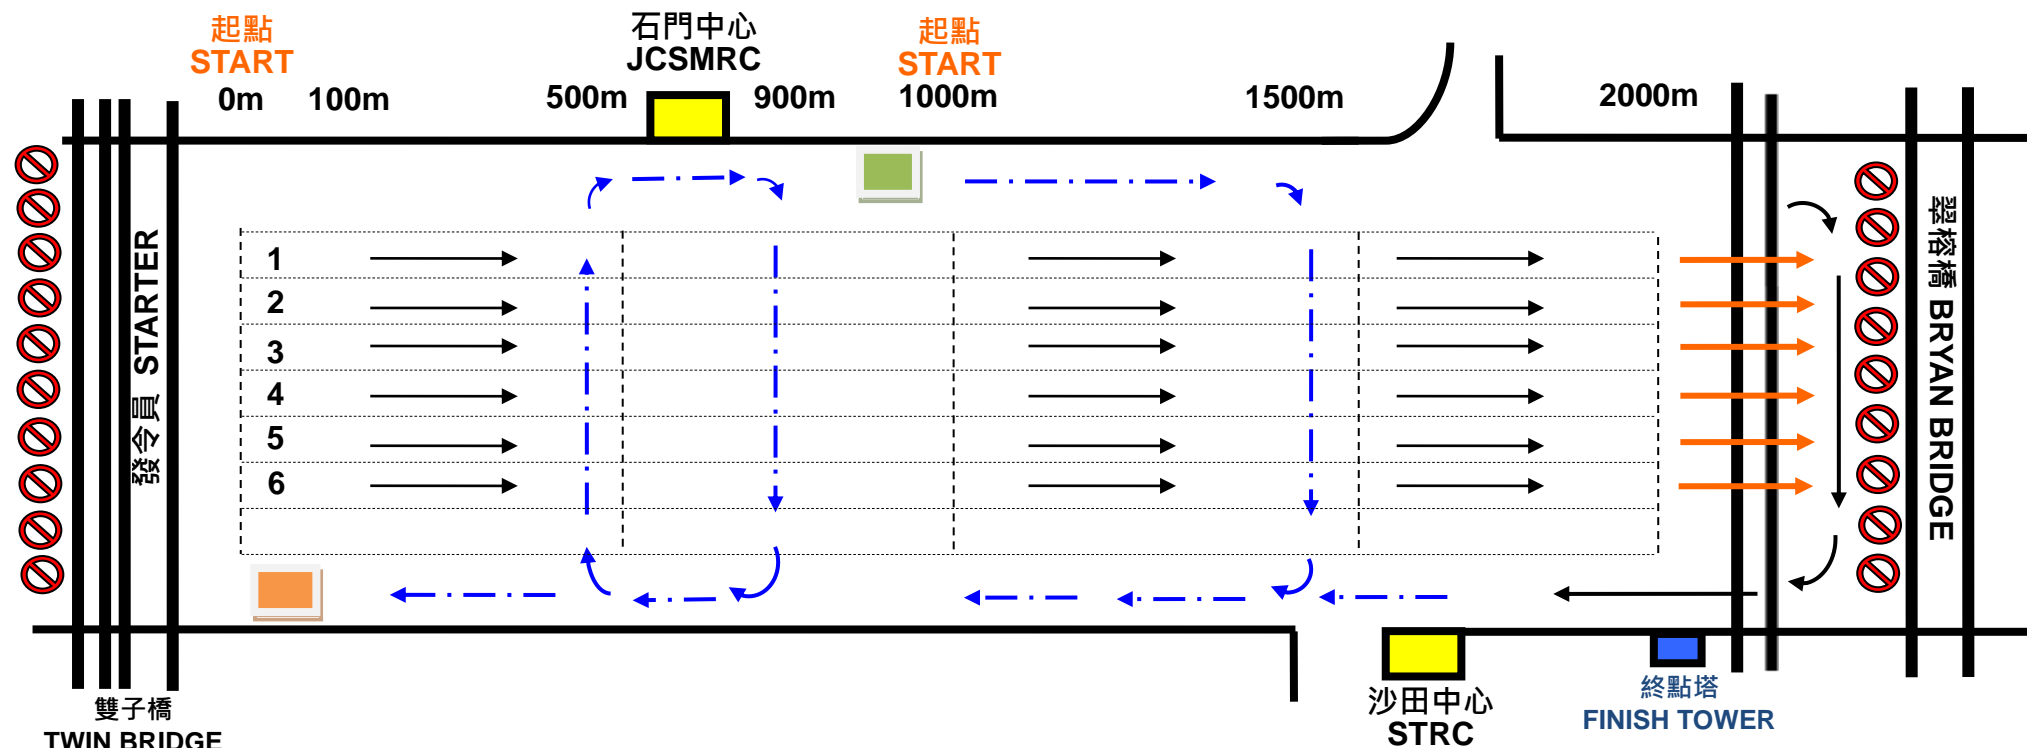 起點
START
0m
100m
500m
石門中心
JCSMRC
900m
起點
START
1000m
1500m
2000m
發令員 STARTER
1
2
3
4
5
6
翠榕橋 BRYAN BRIDGE
雙子橋
TWIN BRIDGE
沙田中心
STRC
終點塔
FINISH TOWER